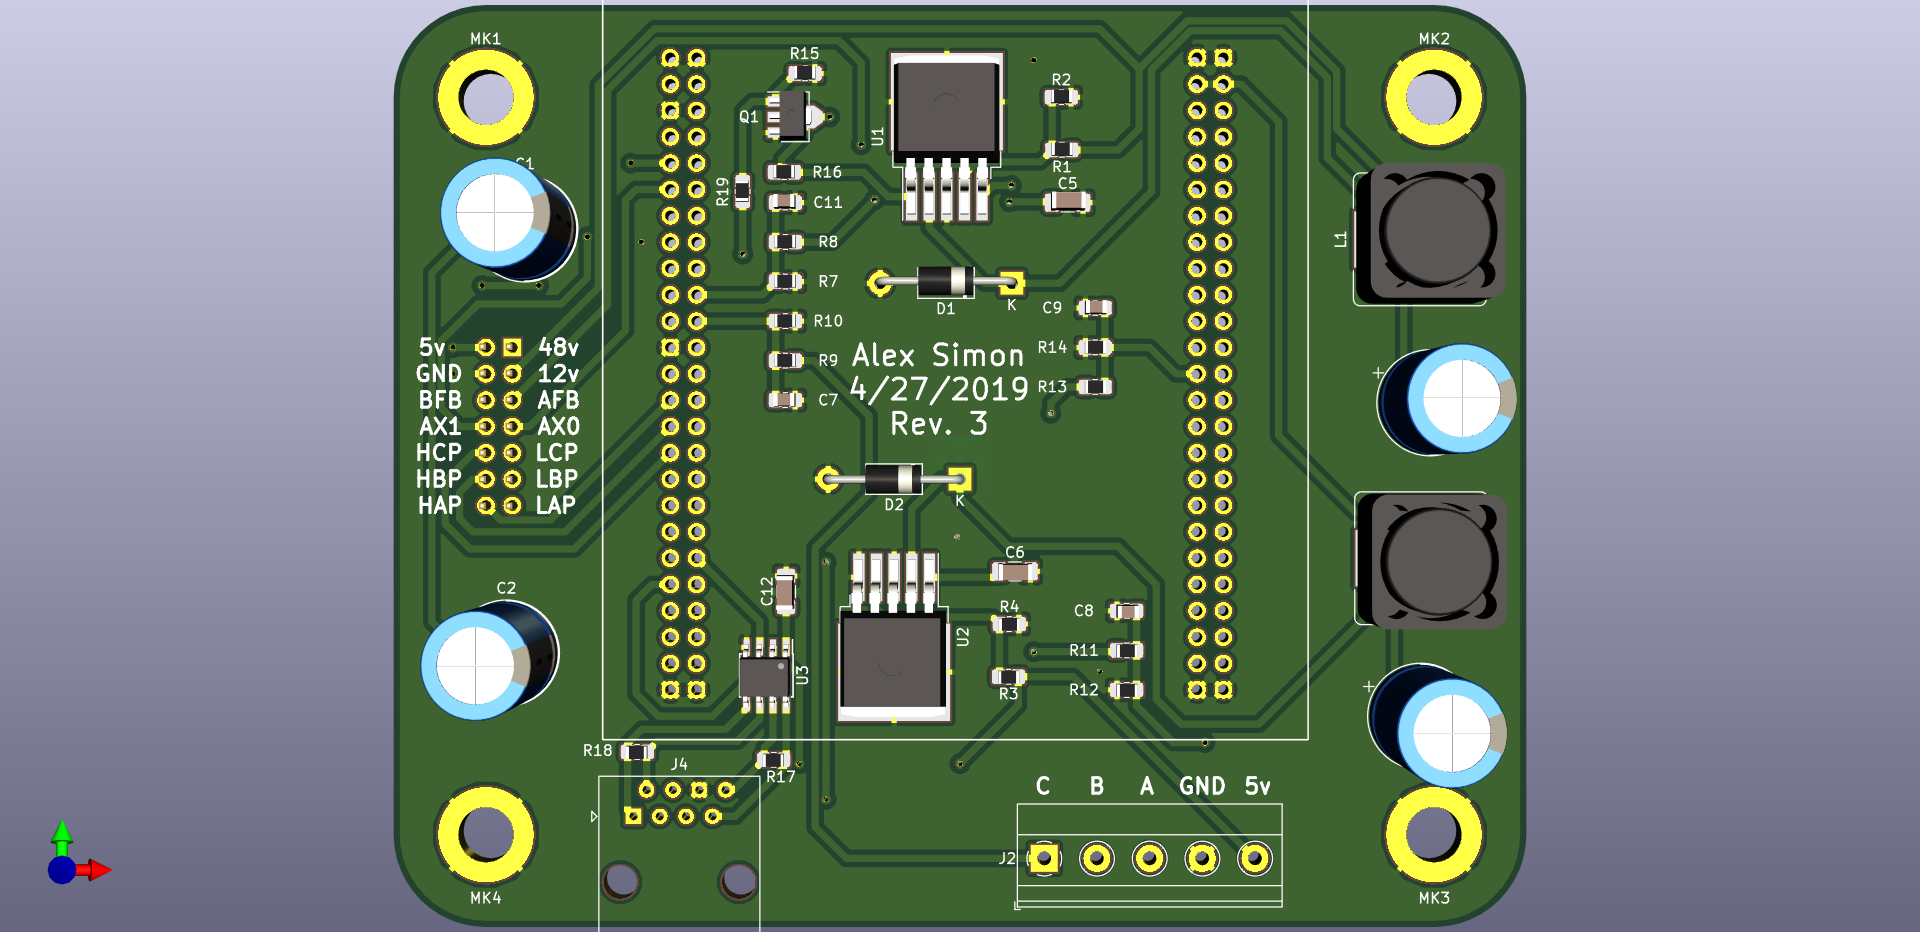 MK1
MK2
R15
R2
Q1
U1
R1
C1
R16
C5
R19
C11
R8
L1
R7
D1
K
C9
R10
5v
48v
Alex Simon
R14
R9
GND
12v
+
4/27/2019
R13
BFB
AFB
C7
AX1
AX0
Rev. 3
HCP
LCP
HBP
LBP
D2
K
HAP
LAP
C6
C2
C12
R4
C8
U2
R11
U3
R3
R12
+
R18
J4
R17
C
B
A
GND
5v
J2
MK4
MK3